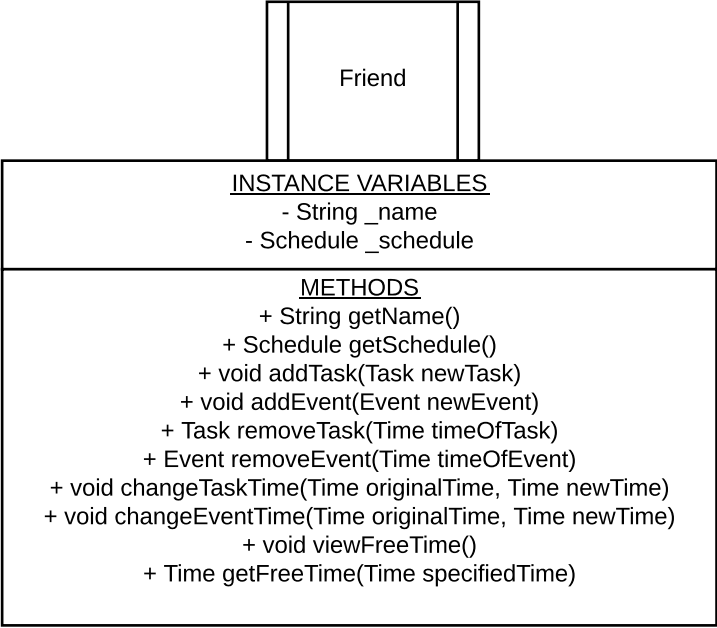 Friend
INSTANCE VARIABLES
- String _name
- Schedule _schedule
METHODS
+ String getName()
+ Schedule getSchedule()
+ void addTask(Task newTask)
+ void addEvent(Event newEvent)
+ Task removeTask(Time timeOfTask)
+ Event removeEvent(Time timeOfEvent)
+ void changeTaskTime(Time originalTime, Time newTime)
+ void changeEventTime(Time originalTime, Time newTime)
+ void viewFreeTime()
+ Time getFreeTime(Time specifiedTime)